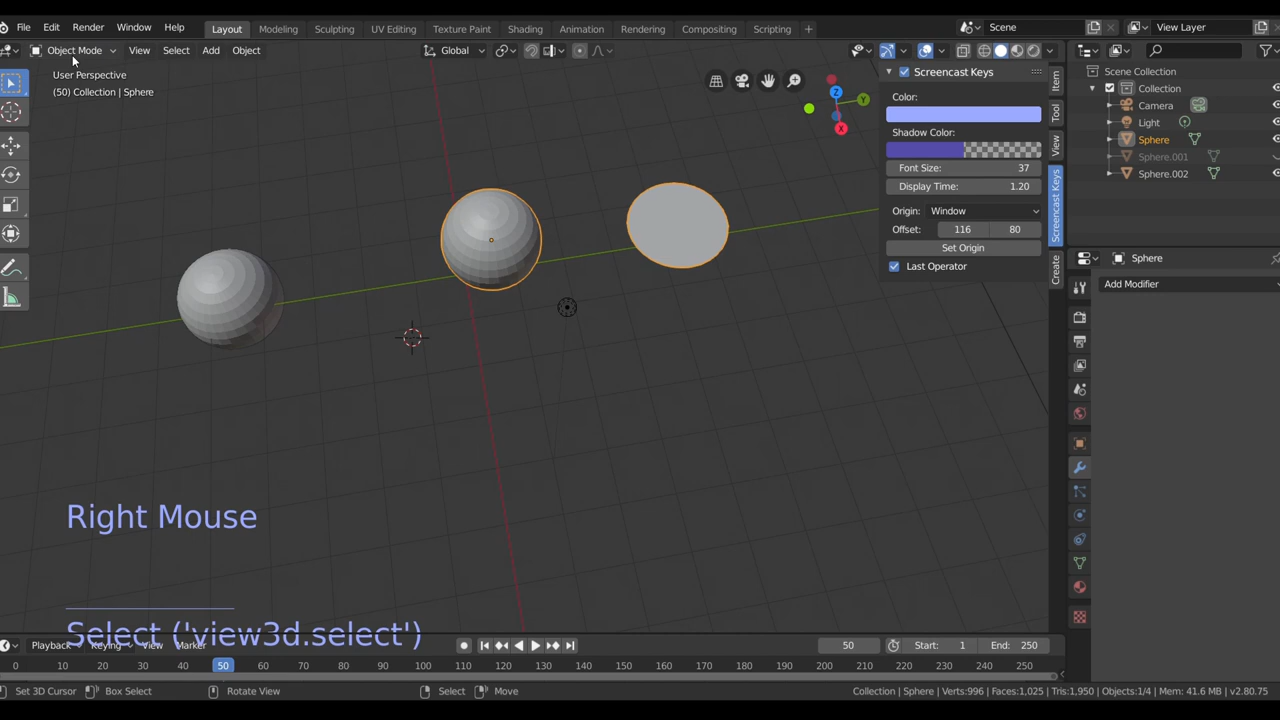 File Edit Render Window Help Layout Modeling Sculpting UV Editing Texture Paint Shading Animation Rendering Compositing Scripting + Scene View Layer
Object Mode View Select Add Object Global
User Perspective
(50) Collection | Sphere
Z
Y
X
Screencast Keys
Color:
Shadow Color:
Font Size: 37
Display Time: 1.20
Origin: Window
Offset: 116 80
Set Origin
Last Operator
Item
Tool
View
Screencast Keys
Create
Scene Collection
Collection
Camera
Light
Sphere
Sphere.001
Sphere.002
Sphere
Add Modifier
Right Mouse
Select ('view3d.select')
Playback Keying View Marker 48 Start: 1 End: 250
0 10 20 30 40 50 60 70 80 90 100 110 120 130 140 150 160 170 180 190 200 210 220 230 240 250
Set 3D Cursor Box Select Rotate View Select Move Collection | Sphere | Verts:996 | Faces:1,025 | Tris:1,950 | Objects:1/4 | Mem: 41.6 MB | v2.80.75